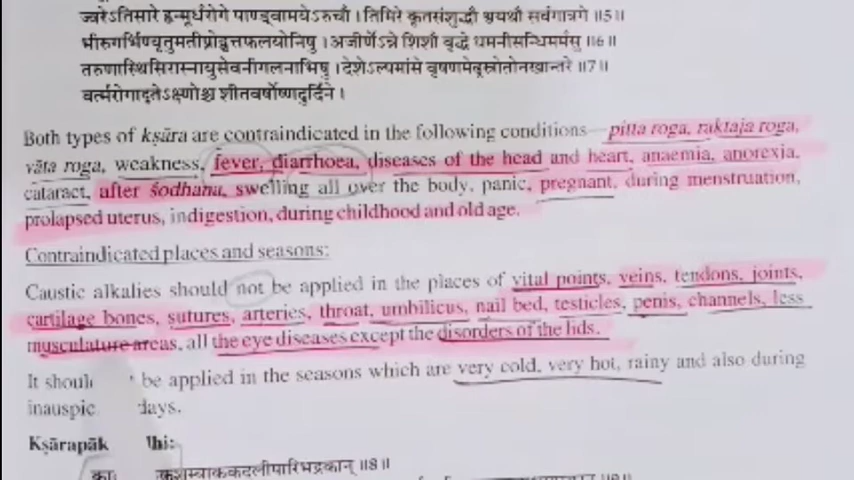 ज्वरेऽतिसारे हृन्मूर्धरोगे पाण्ड्वामयेऽरुचौ । तिमिरे कृतसंशुद्धौ श्वयथौ सर्वगात्रगे ॥5॥
भीरुगर्भिण्यृतुमतीप्रोद्वृत्तफलयोनिषु । अजीर्णेऽन्ने शिशौ वृद्धे धमनीसन्धिमर्मसु ॥6॥
तरुणास्थिसिरास्नायुसेवनीगलनाभिषु । देशेऽल्पमांसे वृषणमेढ्रस्रोतोनखान्तरे ॥7॥
वर्त्मरोगादृतेऽक्ष्णोश्च शीतवर्षोष्णदुर्दिने ।
Both types of kṣāra are contraindicated in the following conditions– pitta roga, raktaja roga,
vāta roga, weakness, fever, diarrhoea, diseases of the head and heart, anaemia, anorexia,
cataract, after śodhana, swelling all over the body, panic, pregnant, during menstruation,
prolapsed uterus, indigestion, during childhood and old age.
Contraindicated places and seasons:
Caustic alkalies should not be applied in the places of vital points, veins, tendons, joints,
cartilage bones, sutures, arteries, throat, umbilicus, nail bed, testicles, penis, channels, less
musculature areas, all the eye diseases except the disorders of the lids.
It shoul be applied in the seasons which are very cold, very hot, rainy and also during
inauspic days.
Kṣārapāk hi: